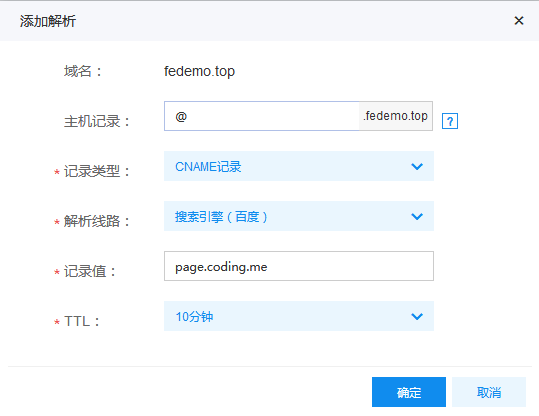 添加解析 ×
域名： fedemo.top
主机记录： @ .fedemo.top ?
* 记录类型： CNAME记录
* 解析线路： 搜索引擎（百度）
* 记录值： page.coding.me
* TTL： 10分钟
确定 取消